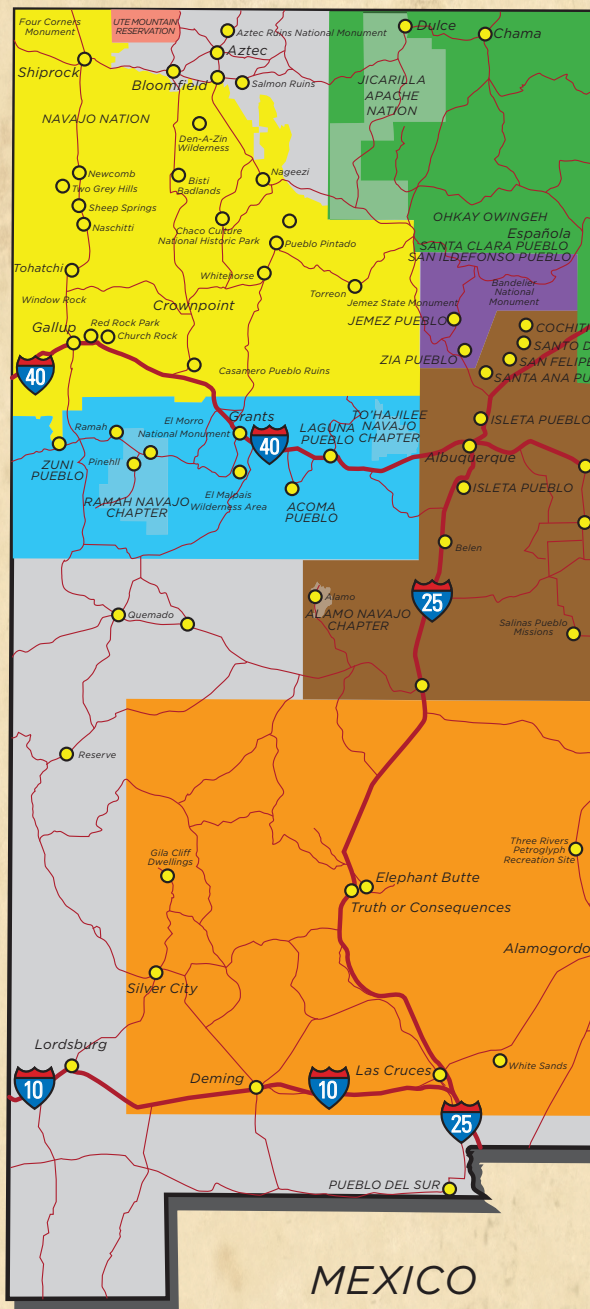 Four Corners
Monument
UTE MOUNTAIN
RESERVATION
Aztec Ruins National Monument
Dulce
Chama
Aztec
Shiprock
Bloomfield
Salmon Ruins
JICARILLA
APACHE
NATION
NAVAJO NATION
Den-A-Zin
Wilderness
Newcomb
Two Grey Hills
Bisti
Badlands
Nageezi
Sheep Springs
Naschitti
Chaco Culture
National Historic Park
Pueblo Pintado
OHKAY OWINGEH
Española
SANTA CLARA PUEBLO
SAN ILDEFONSO PUEBLO
Tohatchi
Whitehorse
Torreon
Bandelier
National
Monument
Window Rock
Crownpoint
Jemez State Monument
JEMEZ PUEBLO
Gallup
Red Rock Park
Church Rock
COCHIT
SANTO D
ZIA PUEBLO
SAN FELIPE
SANTA ANA PU
40
Casamero Pueblo Ruins
Ramah
El Morro
National Monument
Grants
40
LAGUNA
PUEBLO
TO'HAJILEE
NAVAJO
CHAPTER
ISLETA PUEBLO
ZUNI
PUEBLO
Pinehil
Albuquerque
RAMAH NAVAJO
CHAPTER
El Malpais
Wilderness Area
ACOMA
PUEBLO
ISLETA PUEBLO
Belen
Alamo
ALAMO NAVAJO
CHAPTER
25
Quemado
Salinas Pueblo
Missions
Reserve
Gila Cliff
Dwellings
Three Rivers
Petroglyph
Recreation Site
Elephant Butte
Truth or Consequences
Alamogordo
Silver City
Lordsburg
10
Deming
10
Las Cruces
White Sands
25
PUEBLO DEL SUR
MEXICO